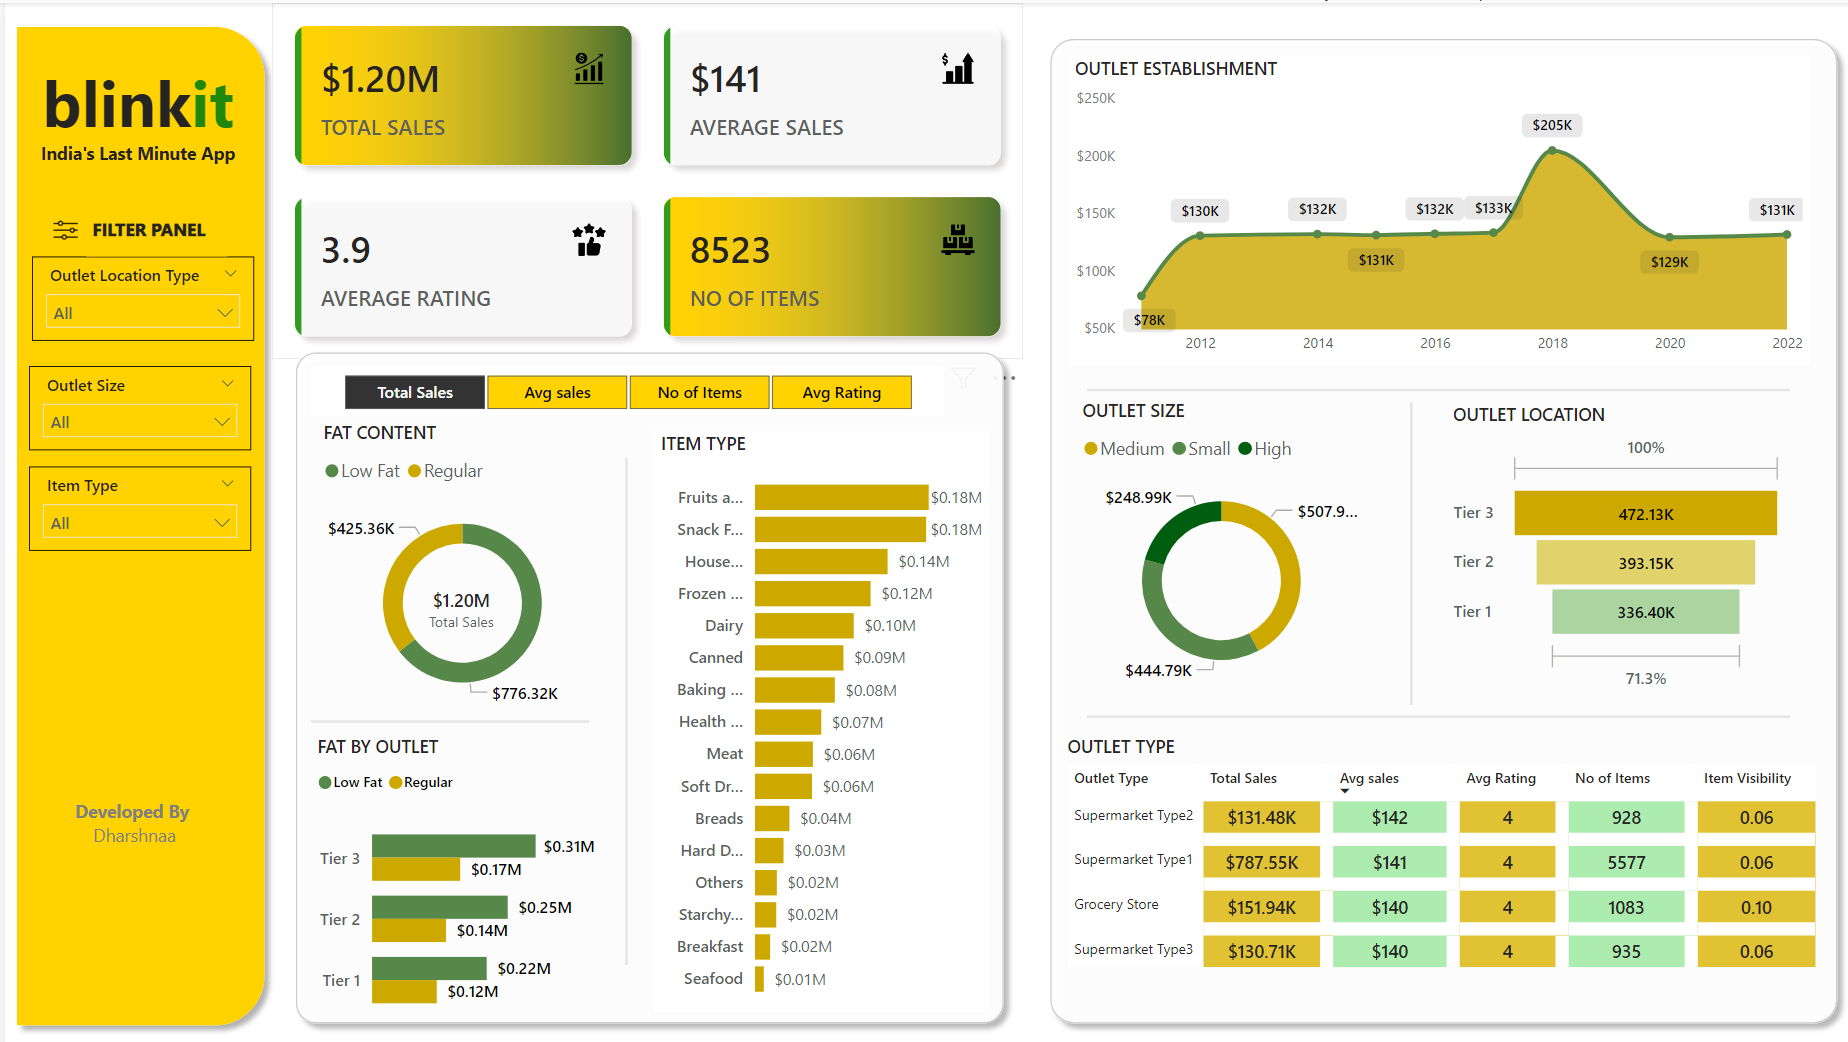 blinkit
India's Last Minute App
FILTER PANEL
Outlet Location Type
All
Outlet Size
All
Item Type
All
Developed By
Dharshnaa
$1.20M
TOTAL SALES
$141
AVERAGE SALES
3.9
AVERAGE RATING
8523
NO OF ITEMS
Total Sales
Avg sales
No of Items
Avg Rating
FAT CONTENT
Low Fat
Regular
$425.36K
$1.20M
Total Sales
$776.32K
FAT BY OUTLET
Low Fat
Regular
Tier 3
$0.31M
$0.17M
Tier 2
$0.25M
$0.14M
Tier 1
$0.22M
$0.12M
ITEM TYPE
Fruits a... $0.18M
Snack F... $0.18M
House... $0.14M
Frozen ... $0.12M
Dairy $0.10M
Canned $0.09M
Baking ... $0.08M
Health ... $0.07M
Meat $0.06M
Soft Dr... $0.06M
Breads $0.04M
Hard D... $0.03M
Others $0.02M
Starchy... $0.02M
Breakfast $0.02M
Seafood $0.01M
OUTLET ESTABLISHMENT
$250K
$200K
$150K
$100K
$50K
$78K
$130K
$132K
$131K
$132K
$133K
$205K
$129K
$131K
2012 2014 2016 2018 2020 2022
OUTLET SIZE
Medium Small High
$248.99K
$507.9...
$444.79K
OUTLET LOCATION
100%
Tier 3 472.13K
Tier 2 393.15K
Tier 1 336.40K
71.3%
OUTLET TYPE
Outlet Type Total Sales Avg sales Avg Rating No of Items Item Visibility
Supermarket Type2 $131.48K $142 4 928 0.06
Supermarket Type1 $787.55K $141 4 5577 0.06
Grocery Store $151.94K $140 4 1083 0.10
Supermarket Type3 $130.71K $140 4 935 0.06